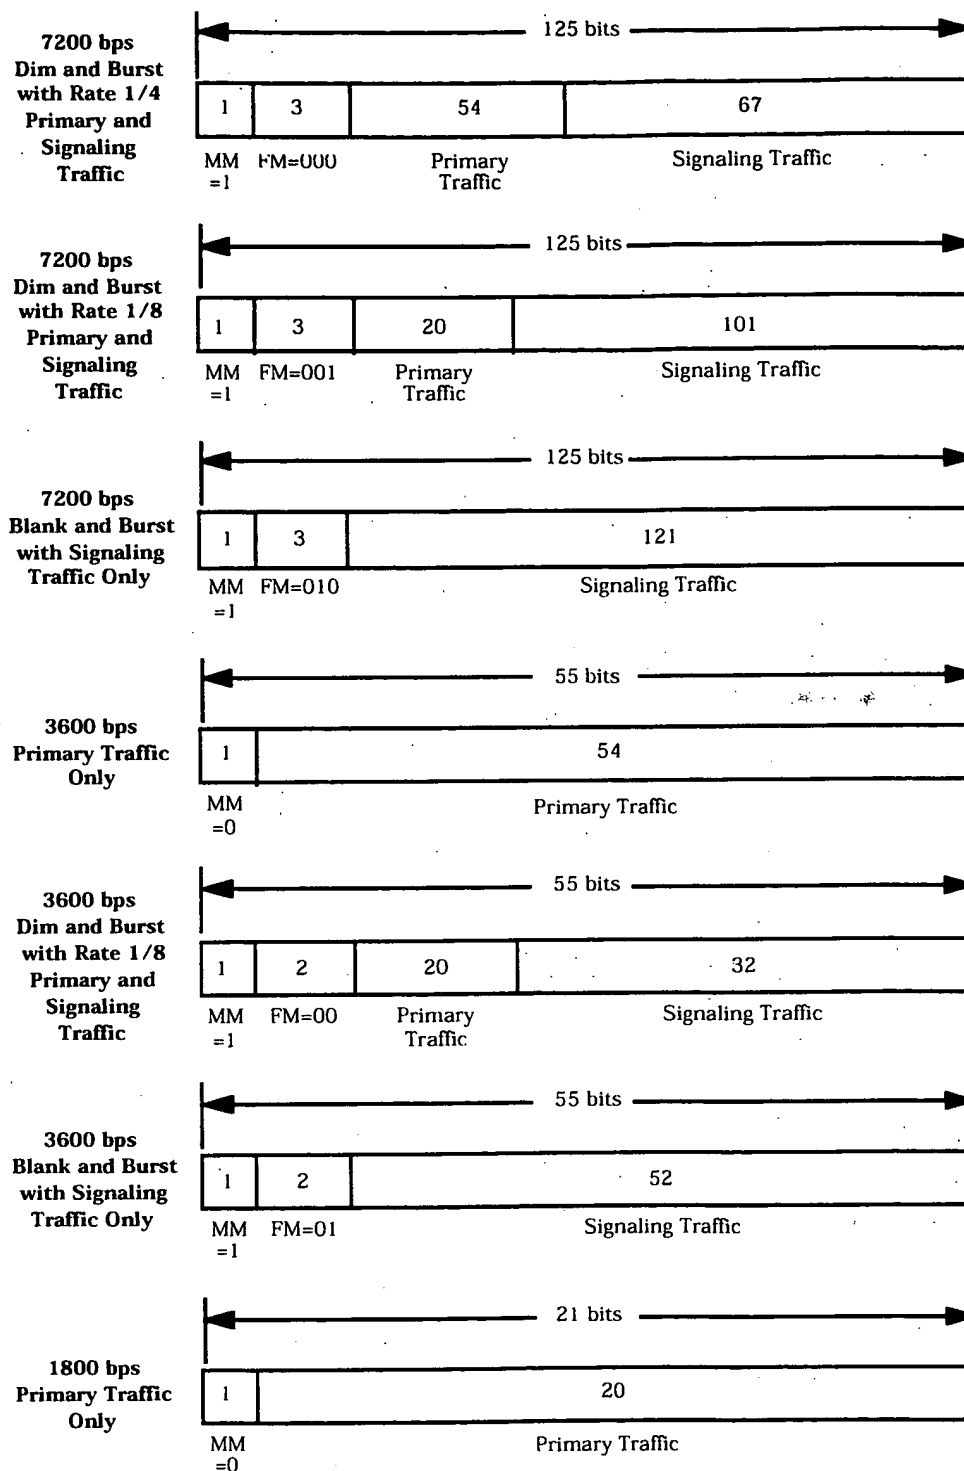 7200 bps
Dim and Burst
with Rate 1/4
Primary and
Signaling
Traffic
125 bits
1 3 54 67
MM
=1
FM=000
Primary
Traffic
Signaling Traffic
7200 bps
Dim and Burst
with Rate 1/8
Primary and
Signaling
Traffic
125 bits
1 3 20 101
MM
=1
FM=001
Primary
Traffic
Signaling Traffic
7200 bps
Blank and Burst
with Signaling
Traffic Only
125 bits
1 3 121
MM
=1
FM=010
Signaling Traffic
3600 bps
Primary Traffic
Only
55 bits
1 54
MM
=0
Primary Traffic
3600 bps
Dim and Burst
with Rate 1/8
Primary and
Signaling
Traffic
55 bits
1 2 20 32
MM
=1
FM=00
Primary
Traffic
Signaling Traffic
3600 bps
Blank and Burst
with Signaling
Traffic Only
55 bits
1 2 52
MM
=1
FM=01
Signaling Traffic
1800 bps
Primary Traffic
Only
21 bits
1 20
MM
=0
Primary Traffic